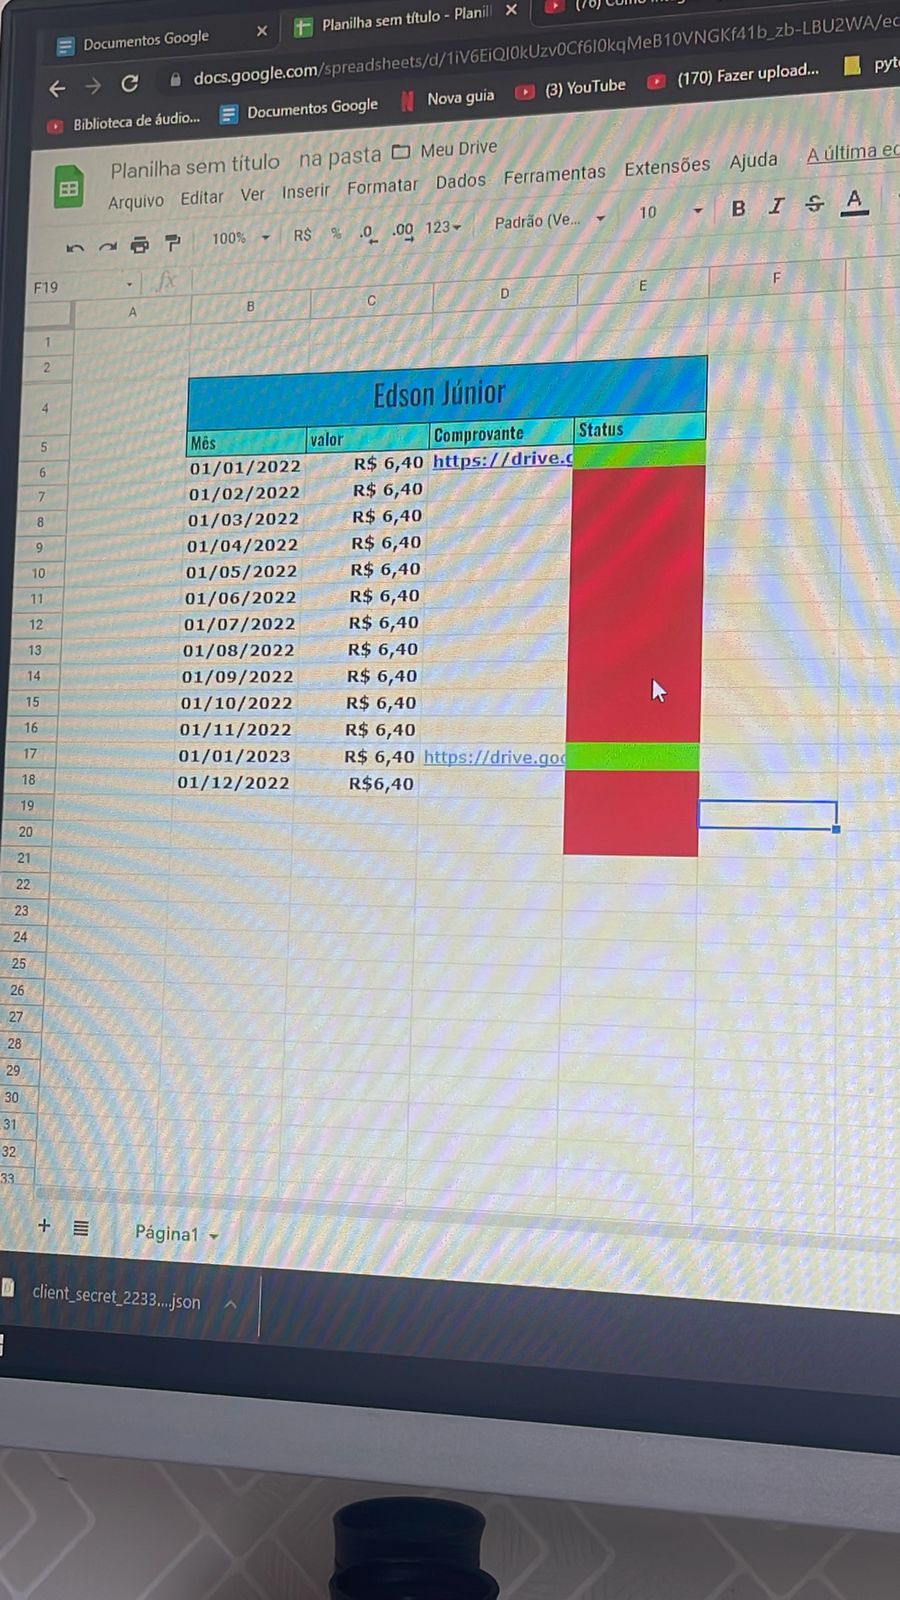 Documentos Google
Planilha sem título - Planil
docs.google.com/spreadsheets/d/1iV6EiQI0kUzv0Cf6I0kqMeB10VNGKf41b_zb-LBU2WA/ed
Biblioteca de áudio...
Documentos Google
Nova guia
(3) YouTube
(170) Fazer upload...
Planilha sem título na pasta Meu Drive
Arquivo Editar Ver Inserir Formatar Dados Ferramentas Extensões Ajuda A última ed
100% R$ % .0 .00 123 Padrão (Ve... 10 B I S A
F19 fx
A B C D E F
1
2
4 Edson Júnior
5 Mês valor Comprovante Status
6 01/01/2022 R$ 6,40 https://drive.g
7 01/02/2022 R$ 6,40
8 01/03/2022 R$ 6,40
9 01/04/2022 R$ 6,40
10 01/05/2022 R$ 6,40
11 01/06/2022 R$ 6,40
12 01/07/2022 R$ 6,40
13 01/08/2022 R$ 6,40
14 01/09/2022 R$ 6,40
15 01/10/2022 R$ 6,40
16 01/11/2022 R$ 6,40
17 01/01/2023 R$ 6,40 https://drive.goo
18 01/12/2022 R$6,40
19
20
21
22
23
24
25
26
27
28
29
30
31
32
33
Página1
client_secret_2233....json